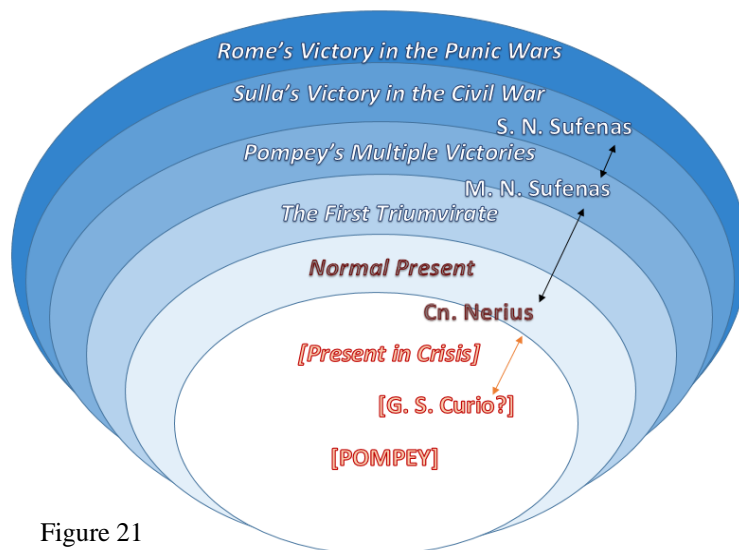 Rome's Victory in the Punic Wars
Sulla's Victory in the Civil War
S. N. Sufenas
Pompey's Multiple Victories
M. N. Sufenas
The First Triumvirate
Normal Present
Cn. Nerius
[Present in Crisis]
[G. S. Curio?]
[POMPEY]
Figure 21